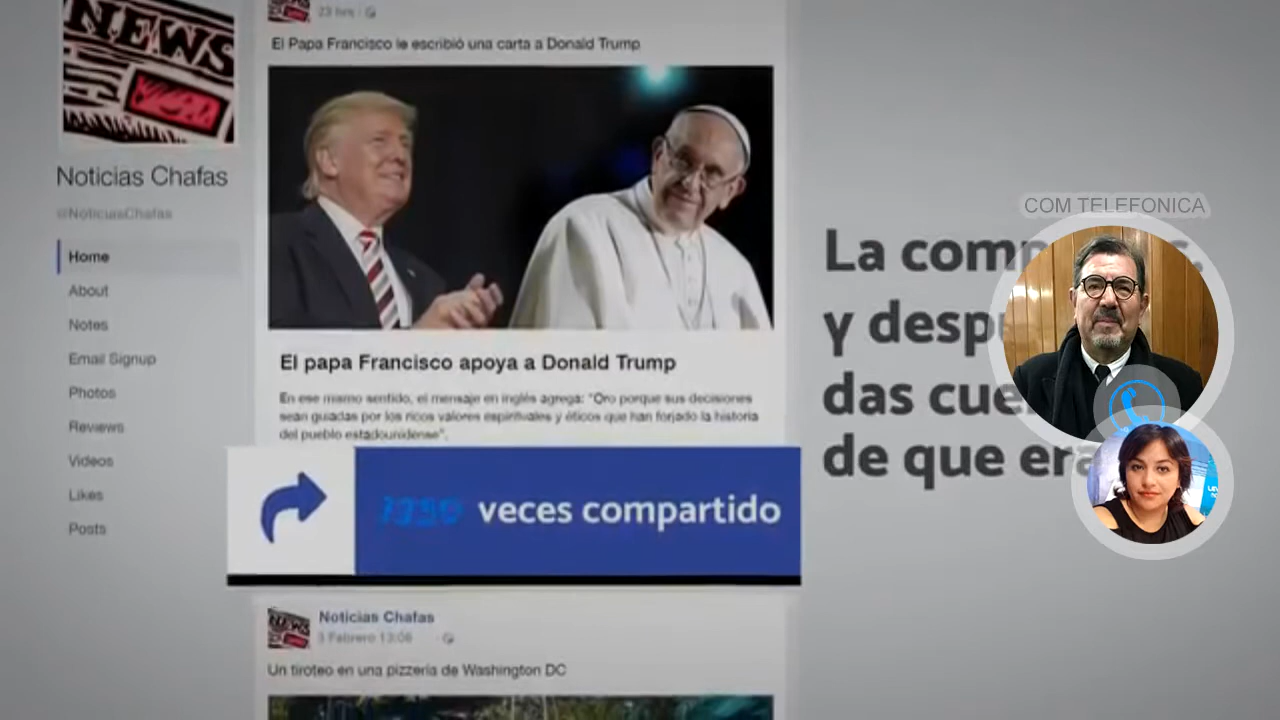 NEWS
Noticias Chafas
@NoticiasChafas
Home
About
Notes
Email Signup
Photos
Reviews
Videos
Likes
Posts
23 hrs
El Papa Francisco le escribió una carta a Donald Trump
El papa Francisco apoya a Donald Trump
En ese mismo sentido, el mensaje en inglés agrega: "Oro porque sus decisiones
sean guiadas por los ricos valores espirituales y éticos que han forjado la historia
del pueblo estadounidense".
veces compartido
Noticias Chafas
3 Febrero 13:06
Un tiroteo en una pizzería de Washington DC
COM TELEFONICA
La comp
y desp
das cue
de que era